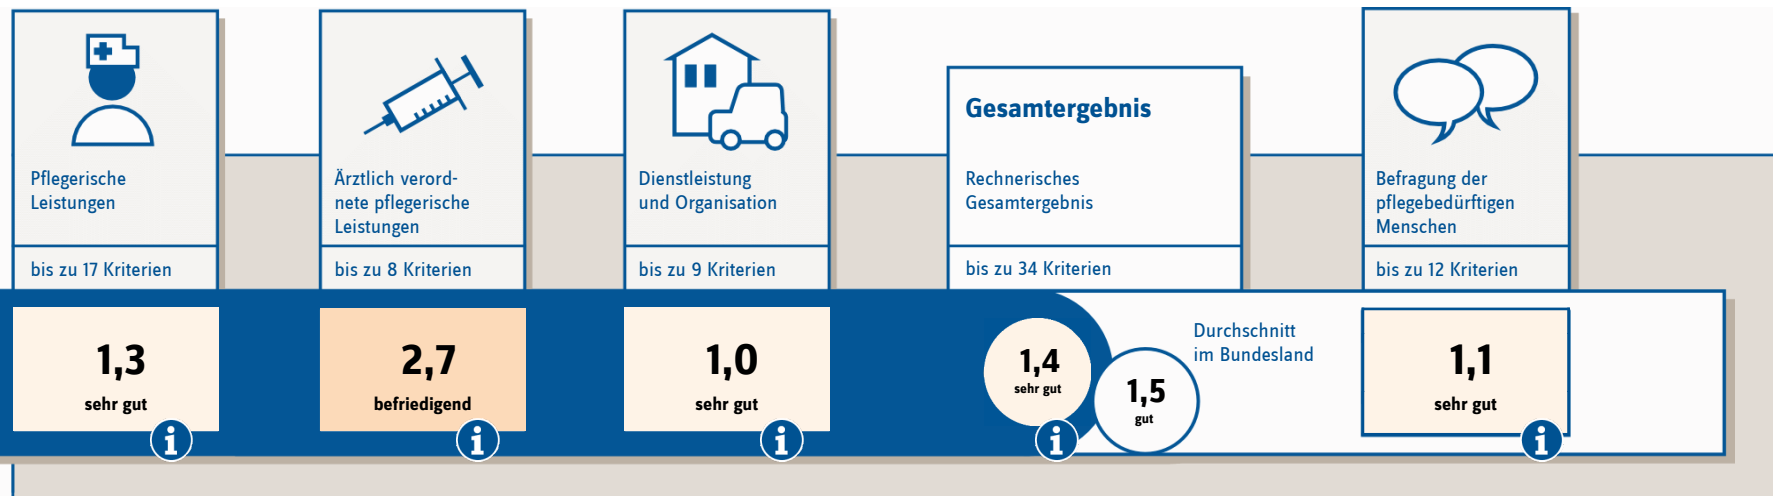 Pflegerische
Leistungen
bis zu 17 Kriterien
1,3
sehr gut
Ärztlich verord-
nete pflegerische
Leistungen
bis zu 8 Kriterien
2,7
befriedigend
Dienstleistung
und Organisation
bis zu 9 Kriterien
1,0
sehr gut
Gesamtergebnis
Rechnerisches
Gesamtergebnis
bis zu 34 Kriterien
1,4
sehr gut
1,5
gut
Durchschnitt
im Bundesland
Befragung der
pflegebedürftigen
Menschen
bis zu 12 Kriterien
1,1
sehr gut